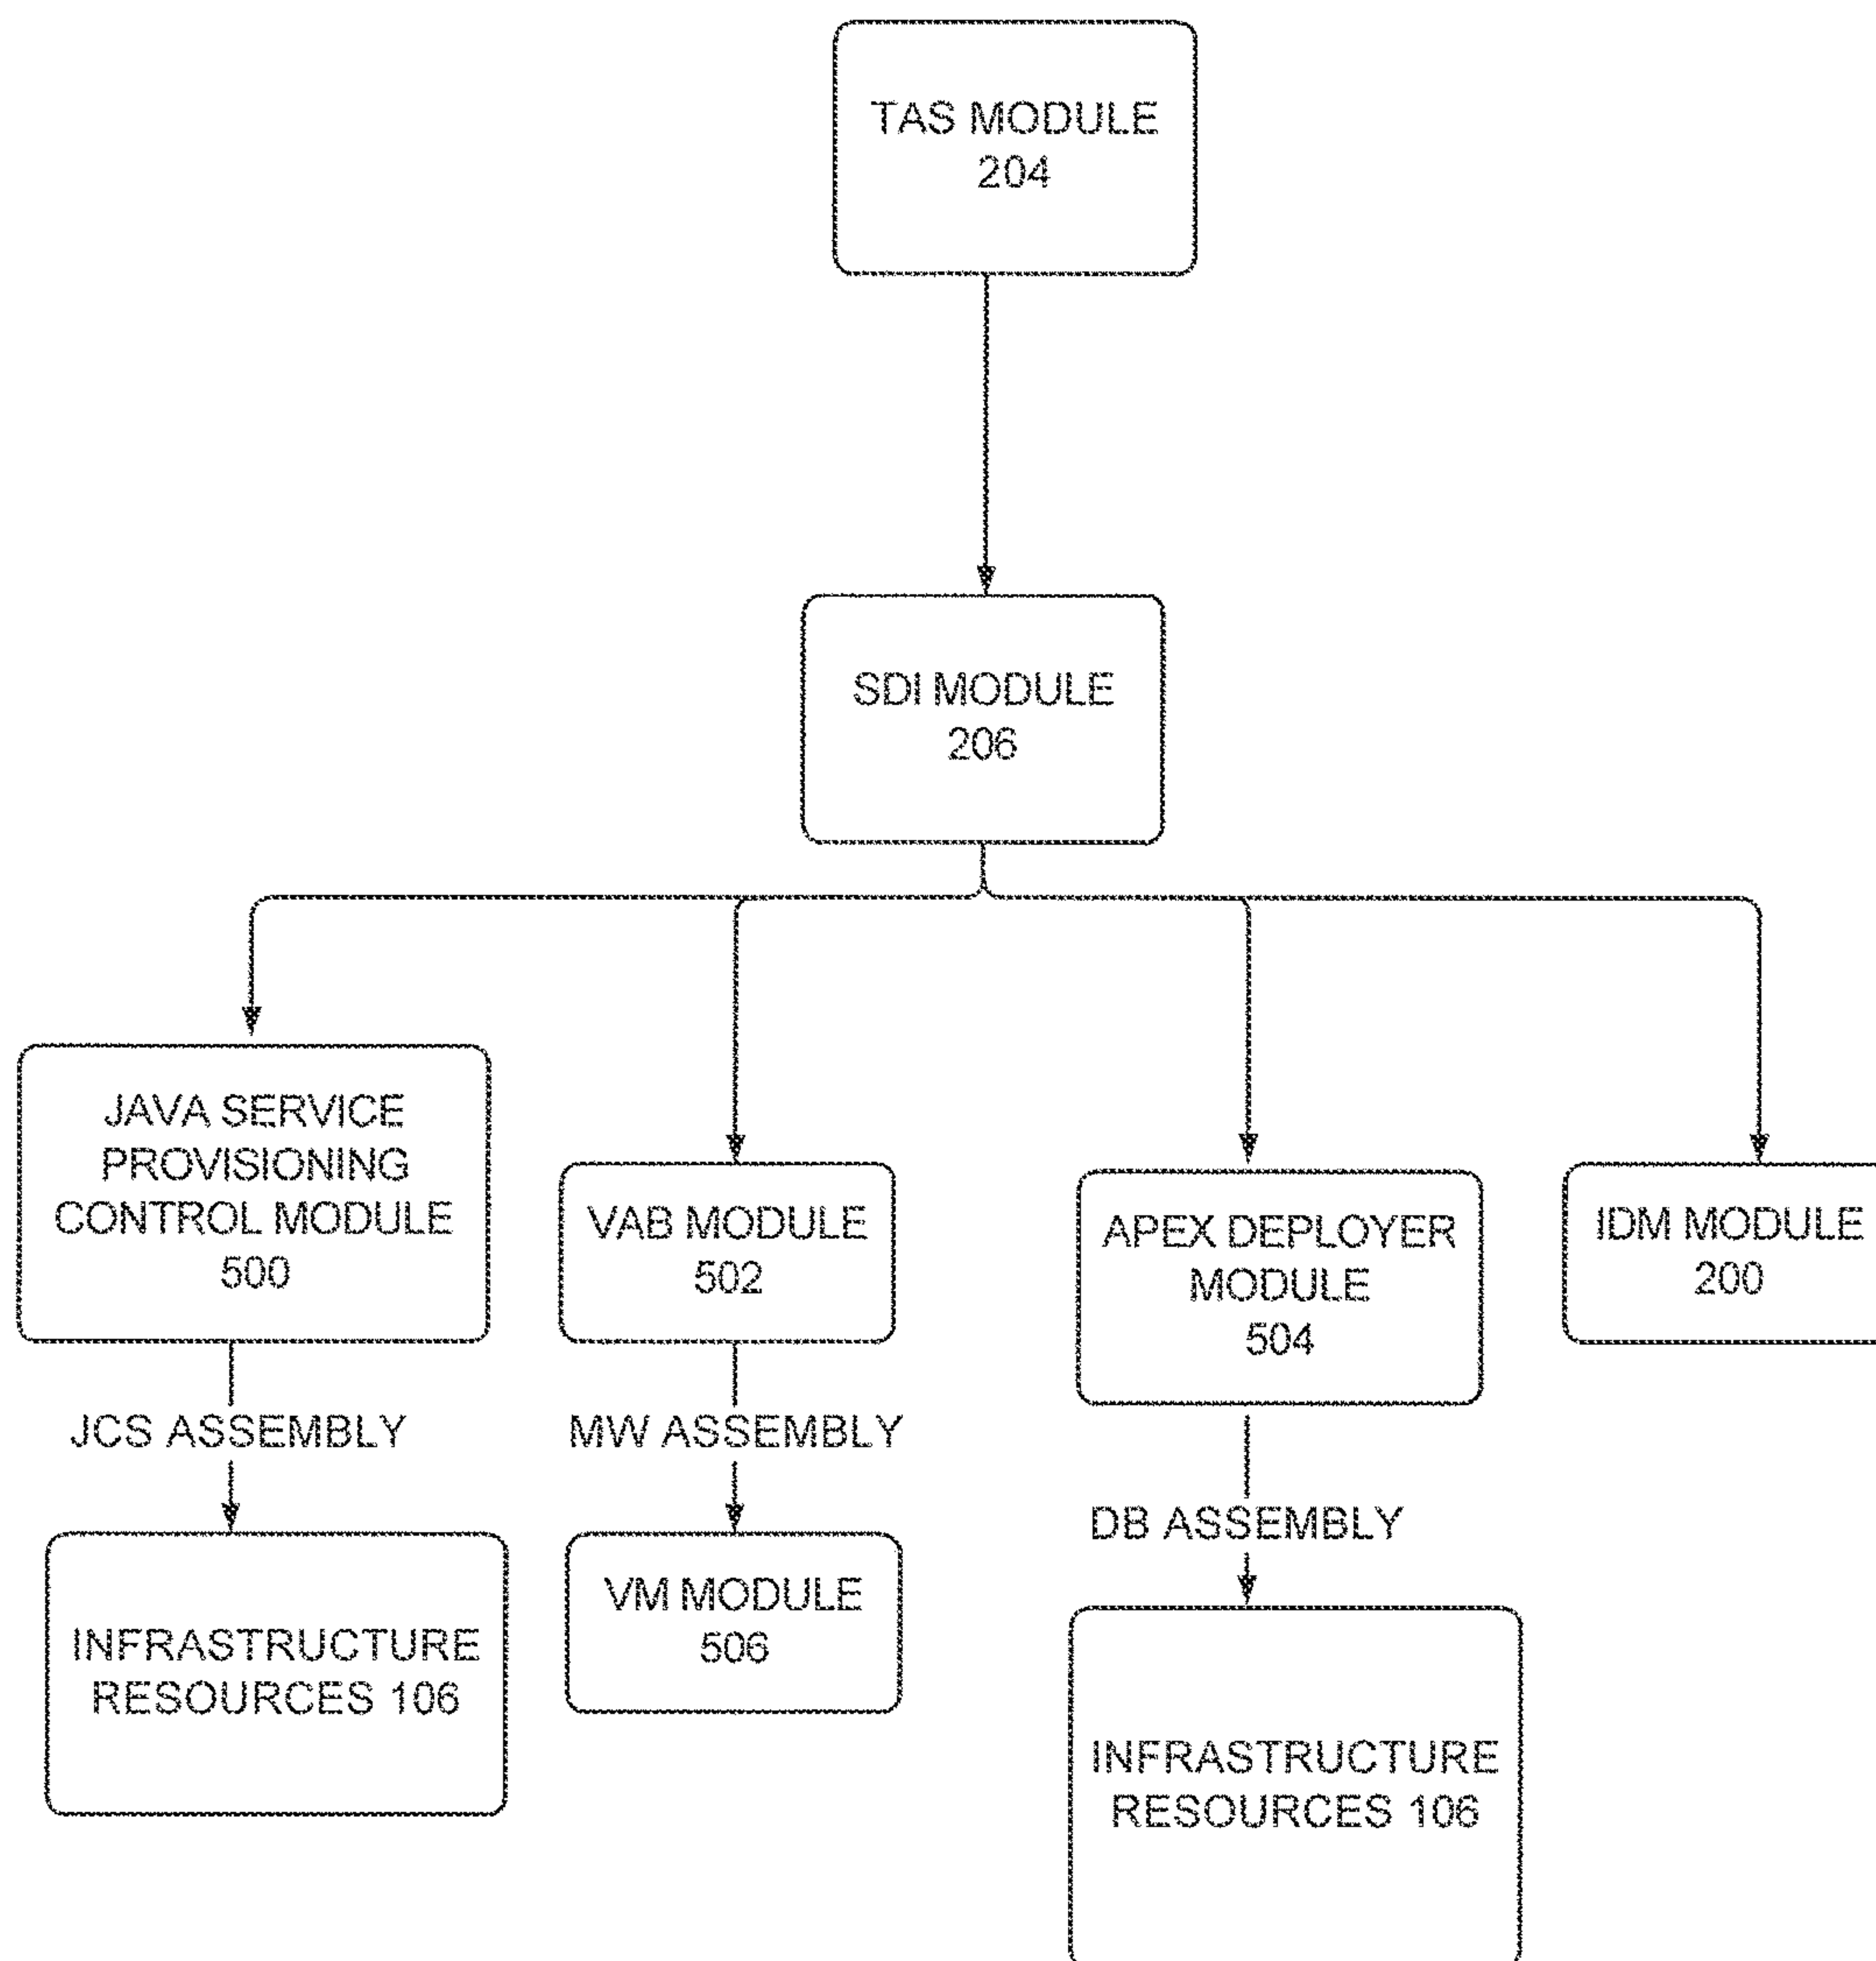 TAS MODULE
204
SDI MODULE
206
JAVA SERVICE
PROVISIONING
CONTROL MODULE
500
VAB MODULE
502
APEX DEPLOYER
MODULE
504
IDM MODULE
200
JCS ASSEMBLY
MW ASSEMBLY
DB ASSEMBLY
INFRASTRUCTURE
RESOURCES 106
VM MODULE
506
INFRASTRUCTURE
RESOURCES 106